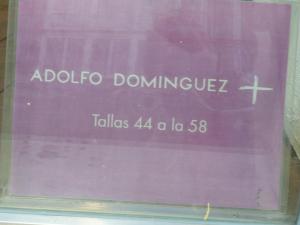 ADOLFO DOMINGUEZ +
Tallas 44 a la 58